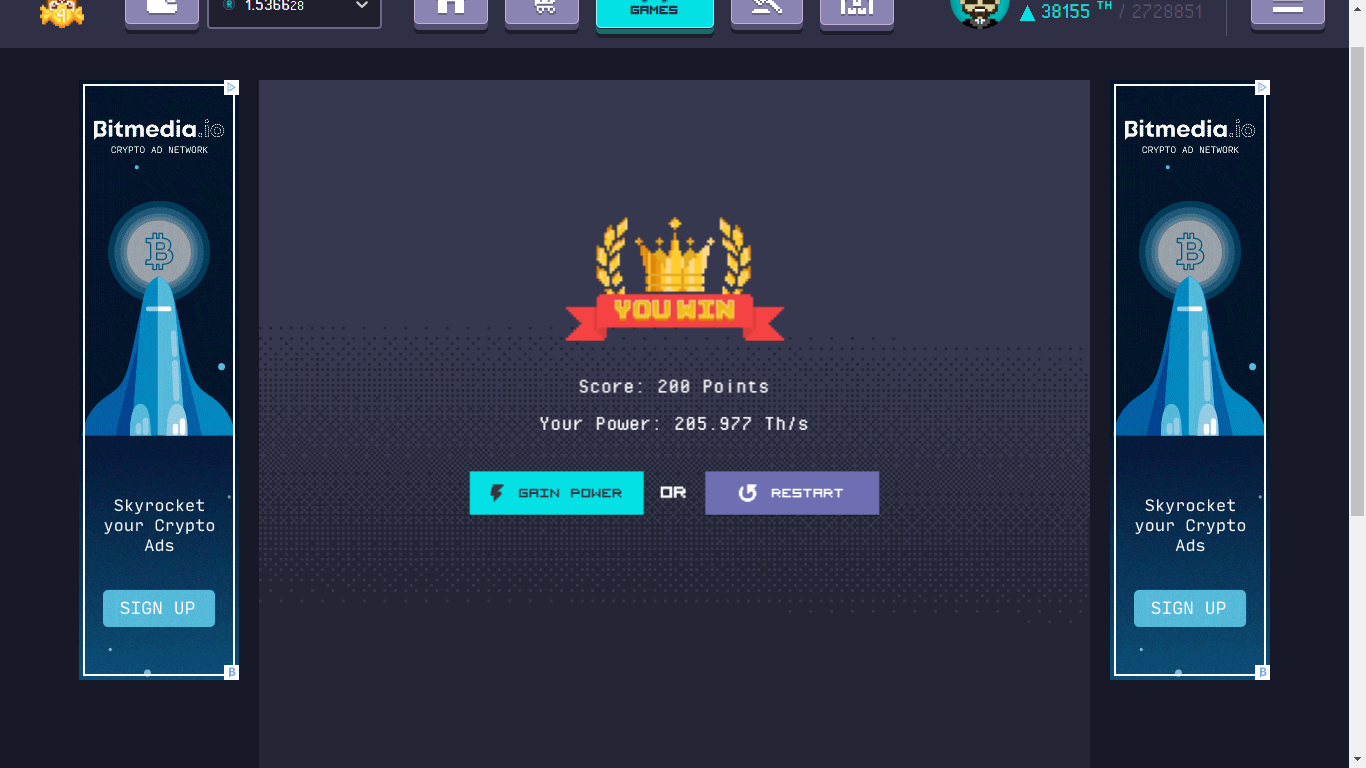 1.536628
GAMES
38155 TH / 2728851
Bitmedia.io
CRYPTO AD NETWORK
Skyrocket
your Crypto
Ads
SIGN UP
YOU WIN
Score: 200 Points
Your Power: 205.977 Th/s
GAIN POWER
OR
RESTART
Bitmedia.io
CRYPTO AD NETWORK
Skyrocket
your Crypto
Ads
SIGN UP